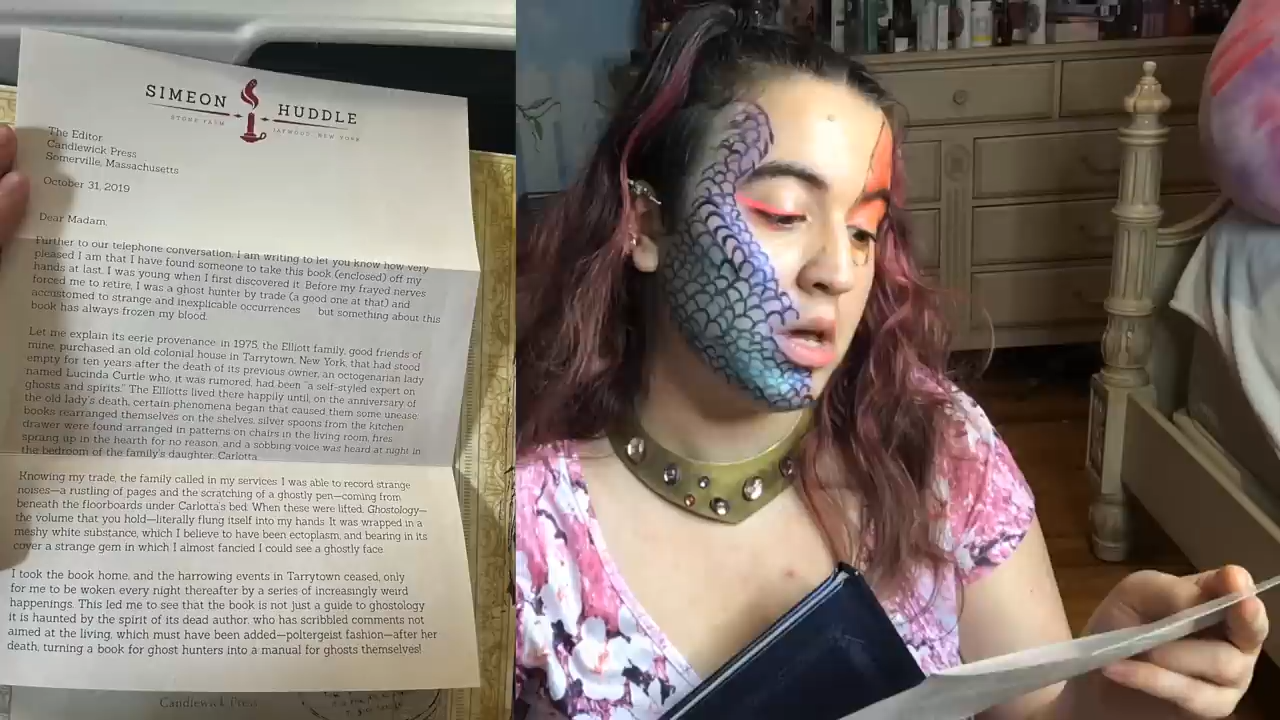 SIMEON HUDDLE
STONE FARM JAYWOOD, NEW YORK
The Editor
Candlewick Press
Somerville, Massachusetts
October 31, 2019
Dear Madam,
Further to our telephone conversation, I am writing to let you know how very
pleased I am that I have found someone to take this book (enclosed) off my
hands at last. I was young when I first discovered it. Before my frayed nerves
forced me to retire, I was a ghost hunter by trade (a good one at that) and
accustomed to strange and inexplicable occurrences but something about this
book has always frozen my blood.
Let me explain its eerie provenance: in 1975, the Elliott family, good friends of
mine, purchased an old colonial house in Tarrytown, New York, that had stood
empty for ten years after the death of its previous owner, an octogenarian lady
named Lucinda Curtle who, it was rumored, had been "a self-styled expert on
ghosts and spirits." The Elliotts lived there happily until, on the anniversary of
the old lady's death, certain phenomena began that caused them some unease:
books rearranged themselves on the shelves, silver spoons from the kitchen
drawer were found arranged in patterns on chairs in the living room, fires
sprang up in the hearth for no reason, and a sobbing voice was heard at night in
the bedroom of the family's daughter, Carlotta.
Knowing my trade, the family called in my services. I was able to record strange
noises—a rustling of pages and the scratching of a ghostly pen—coming from
beneath the floorboards under Carlotta's bed. When these were lifted, Ghostology—
the volume that you hold—literally flung itself into my hands. It was wrapped in a
meshy white substance, which I believe to have been ectoplasm, and bearing in its
cover a strange gem in which I almost fancied I could see a ghostly face.
I took the book home, and the harrowing events in Tarrytown ceased, only
for me to be woken every night thereafter by a series of increasingly weird
happenings. This led me to see that the book is not just a guide to ghostology
it is haunted by the spirit of its dead author, who has scribbled comments not
aimed at the living, which must have been added—poltergeist fashion—after her
death, turning a book for ghost hunters into a manual for ghosts themselves!
Candlewick Press